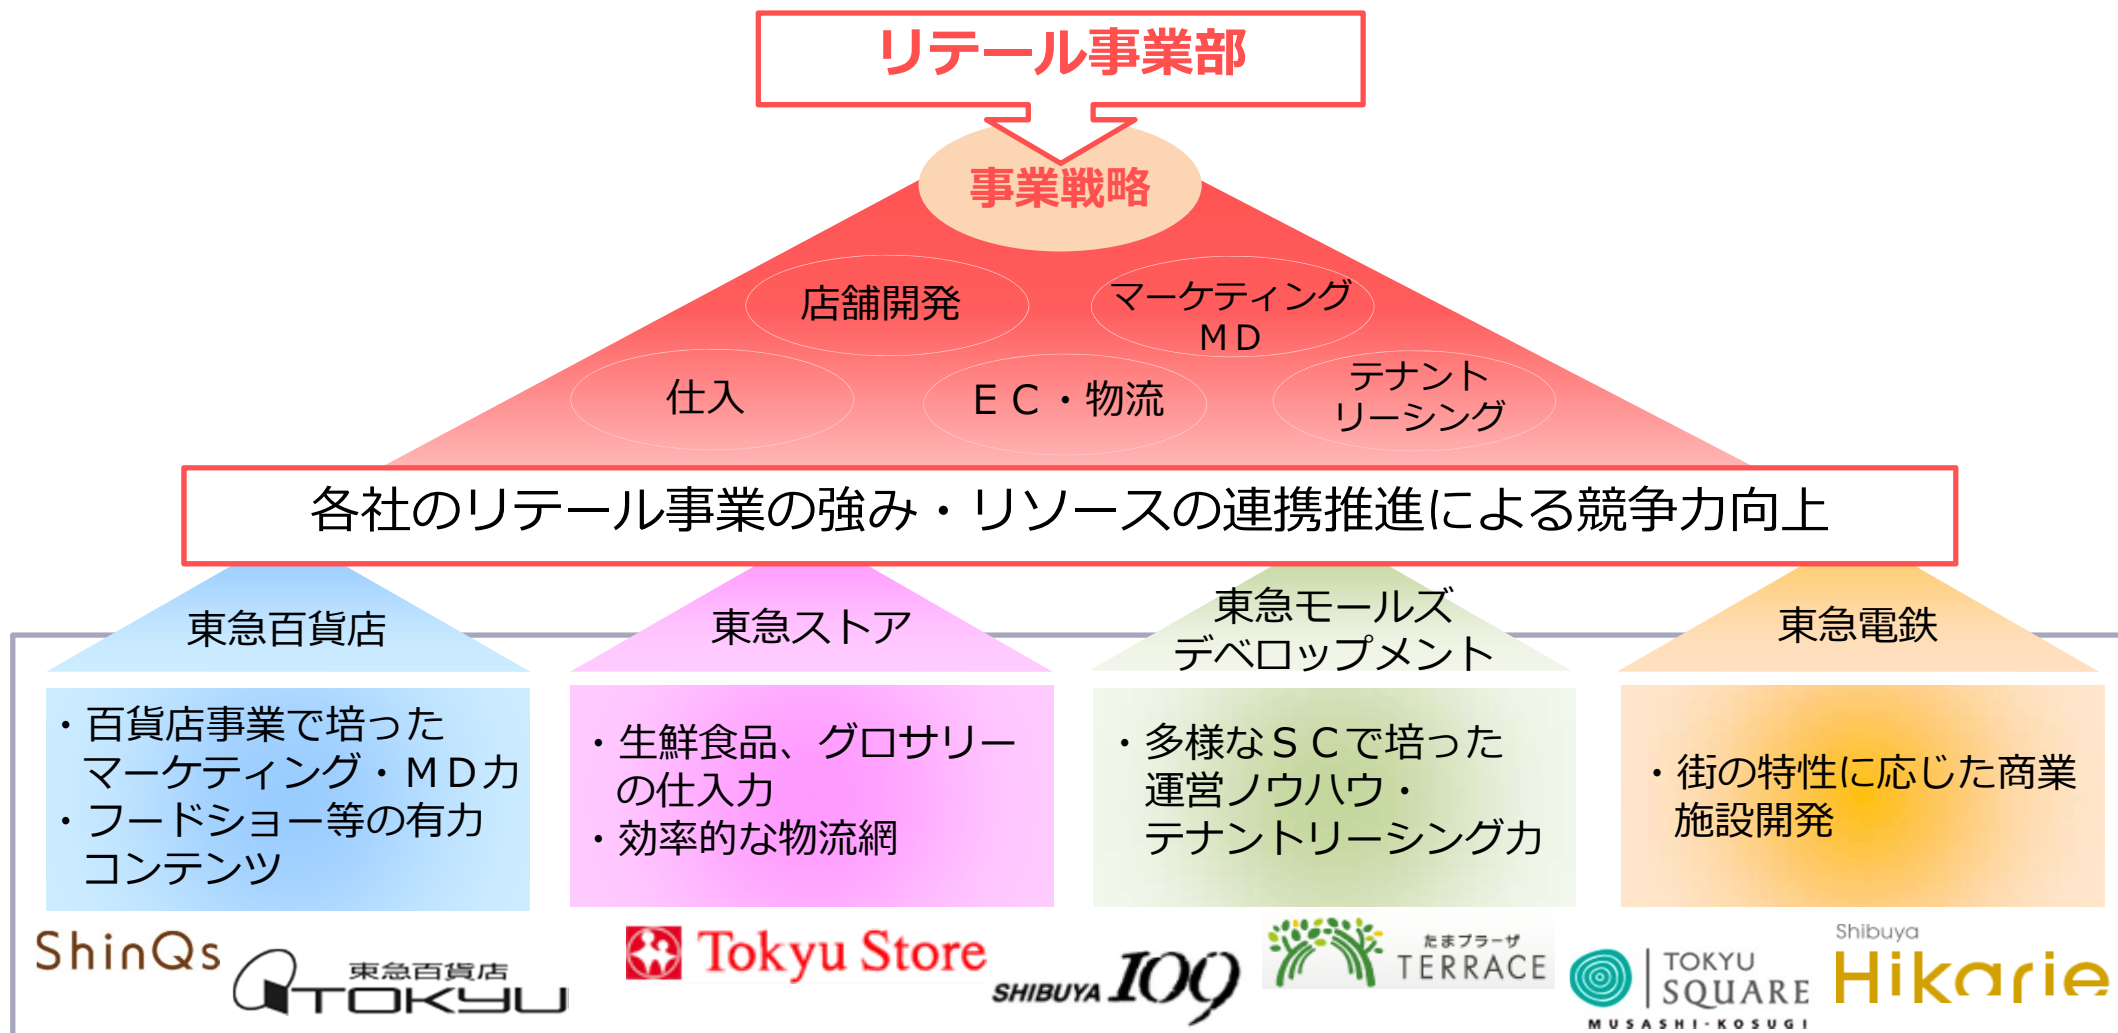 リテール事業部
事業戦略
店舗開発
マーケティング
ＭＤ
仕入
ＥＣ・物流
テナント
リーシング
各社のリテール事業の強み・リソースの連携推進による競争力向上
東急百貨店
・百貨店事業で培った
マーケティング・ＭＤ力
・フードショー等の有力
コンテンツ
東急ストア
・生鮮食品、グロサリー
の仕入力
・効率的な物流網
東急モールズ
デベロップメント
・多様なＳＣで培った
運営ノウハウ・
テナントリーシング力
東急電鉄
・街の特性に応じた商業
施設開発
ShinQs
東急百貨店
TOKYU
Tokyu Store
SHIBUYA 109
たまプラーザ
TERRACE
TOKYU
SQUARE
MUSASHI-KOSUGI
Shibuya
Hikarie